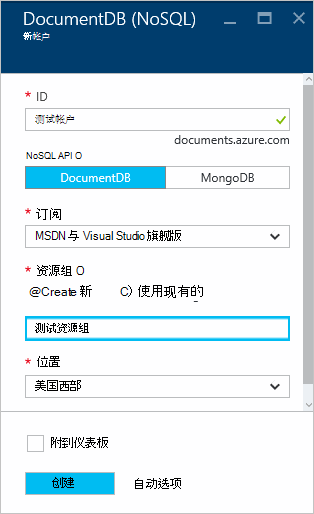 DocumentDB (NoSQL)
新帐户
* ID
测试帐户
documents.azure.com
NoSQL API O
DocumentDB MongoDB
* 订阅
MSDN 与 Visual Studio 旗舰版
* 资源组 O
@Create 新 C) 使用现有的
测试资源组
* 位置
美国西部
附到仪表板
创建 自动选项